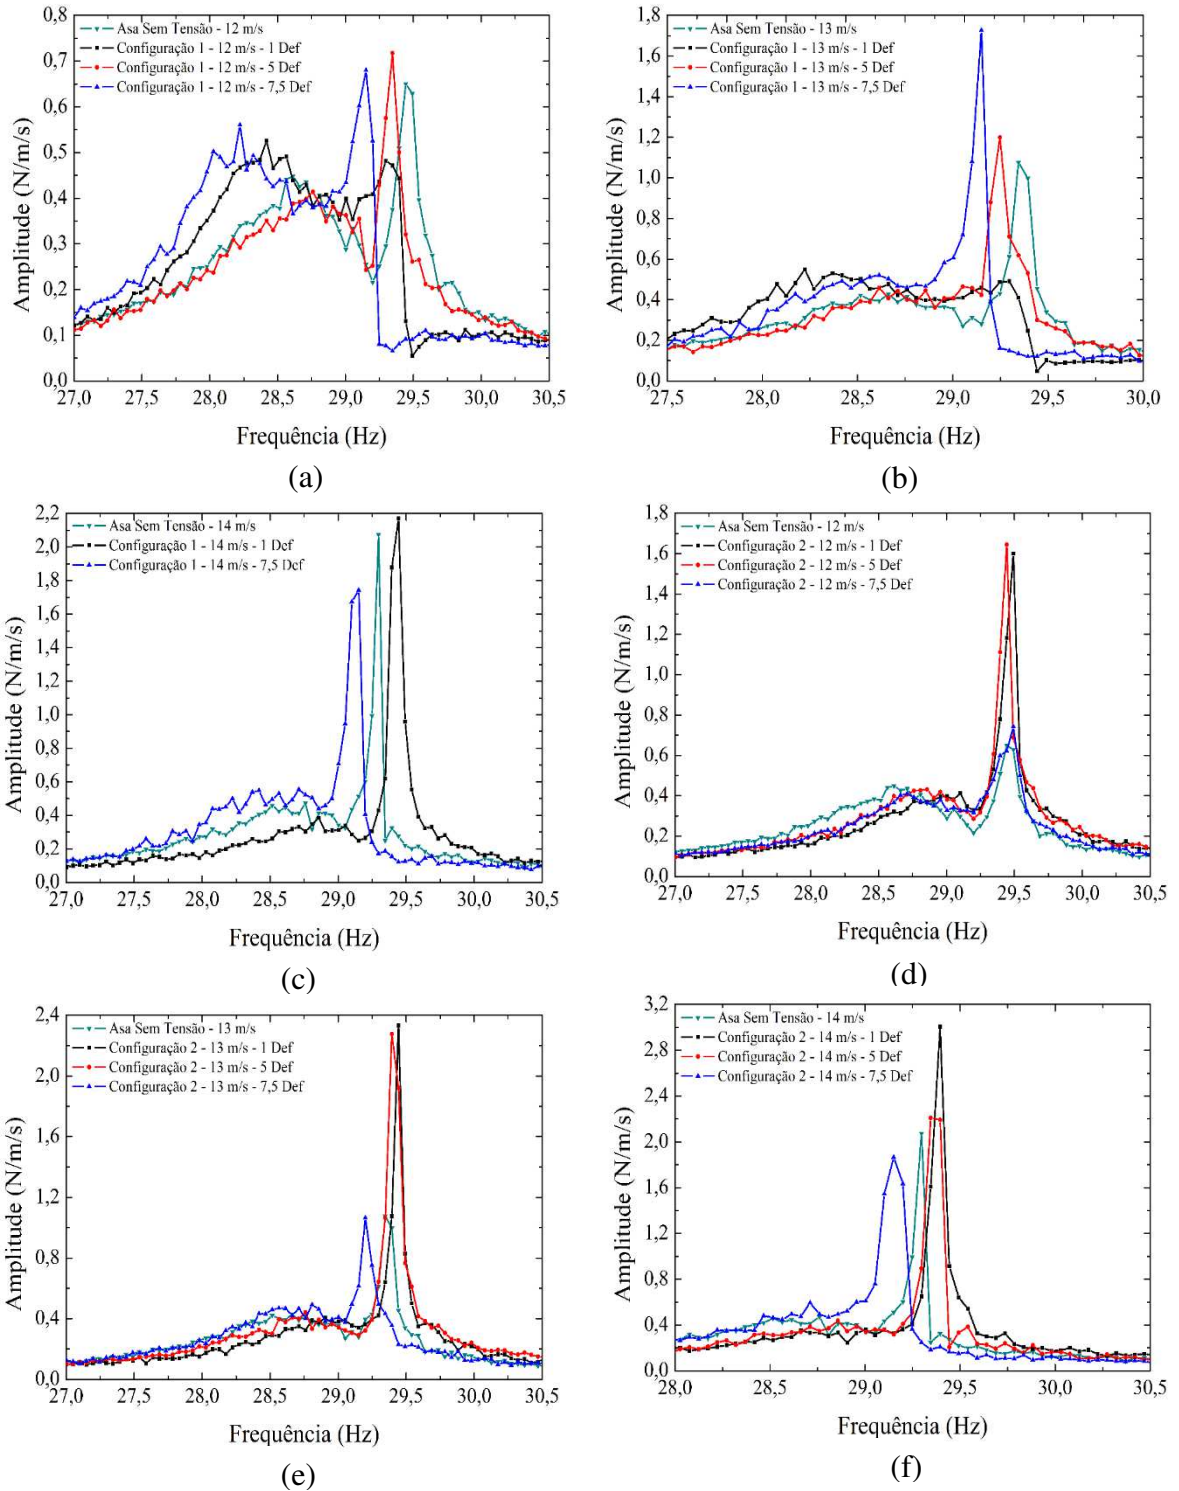 Asa Sem Tensão - 12 m/s
Configuração 1 - 12 m/s - 1 Def
Configuração 1 - 12 m/s - 5 Def
Configuração 1 - 12 m/s - 7,5 Def
Amplitude (N/m/s)
0,8
0,7
0,6
0,5
0,4
0,3
0,2
0,1
0,0
27,0 27,5 28,0 28,5 29,0 29,5 30,0 30,5
Frequência (Hz)
(a)
Asa Sem Tensão - 13 m/s
Configuração 1 - 13 m/s - 1 Def
Configuração 1 - 13 m/s - 5 Def
Configuração 1 - 13 m/s - 7,5 Def
Amplitude (N/m/s)
1,8
1,6
1,4
1,2
1,0
0,8
0,6
0,4
0,2
0,0
27,5 28,0 28,5 29,0 29,5 30,0
Frequência (Hz)
(b)
Asa Sem Tensão - 14 m/s
Configuração 1 - 14 m/s - 1 Def
Configuração 1 - 14 m/s - 7,5 Def
Amplitude (N/m/s)
2,2
2,0
1,8
1,6
1,4
1,2
1,0
0,8
0,6
0,4
0,2
0,0
27,0 27,5 28,0 28,5 29,0 29,5 30,0 30,5
Frequência (Hz)
(c)
Asa Sem Tensão - 12 m/s
Configuração 2 - 12 m/s - 1 Def
Configuração 2 - 12 m/s - 5 Def
Configuração 2 - 12 m/s - 7,5 Def
Amplitude (N/m/s)
1,8
1,6
1,4
1,2
1,0
0,8
0,6
0,4
0,2
0,0
27,0 27,5 28,0 28,5 29,0 29,5 30,0 30,5
Frequência (Hz)
(d)
Asa Sem Tensão - 13 m/s
Configuração 2 - 13 m/s - 1 Def
Configuração 2 - 13 m/s - 5 Def
Configuração 2 - 13 m/s - 7,5 Def
Amplitude (N/m/s)
2,4
2,0
1,6
1,2
0,8
0,4
0,0
27,0 27,5 28,0 28,5 29,0 29,5 30,0 30,5
Frequência (Hz)
(e)
Asa Sem Tensão - 14 m/s
Configuração 2 - 14 m/s - 1 Def
Configuração 2 - 14 m/s - 5 Def
Configuração 2 - 14 m/s - 7,5 Def
Amplitude (N/m/s)
3,2
2,8
2,4
2,0
1,6
1,2
0,8
0,4
0,0
28,0 28,5 29,0 29,5 30,0 30,5
Frequência (Hz)
(f)